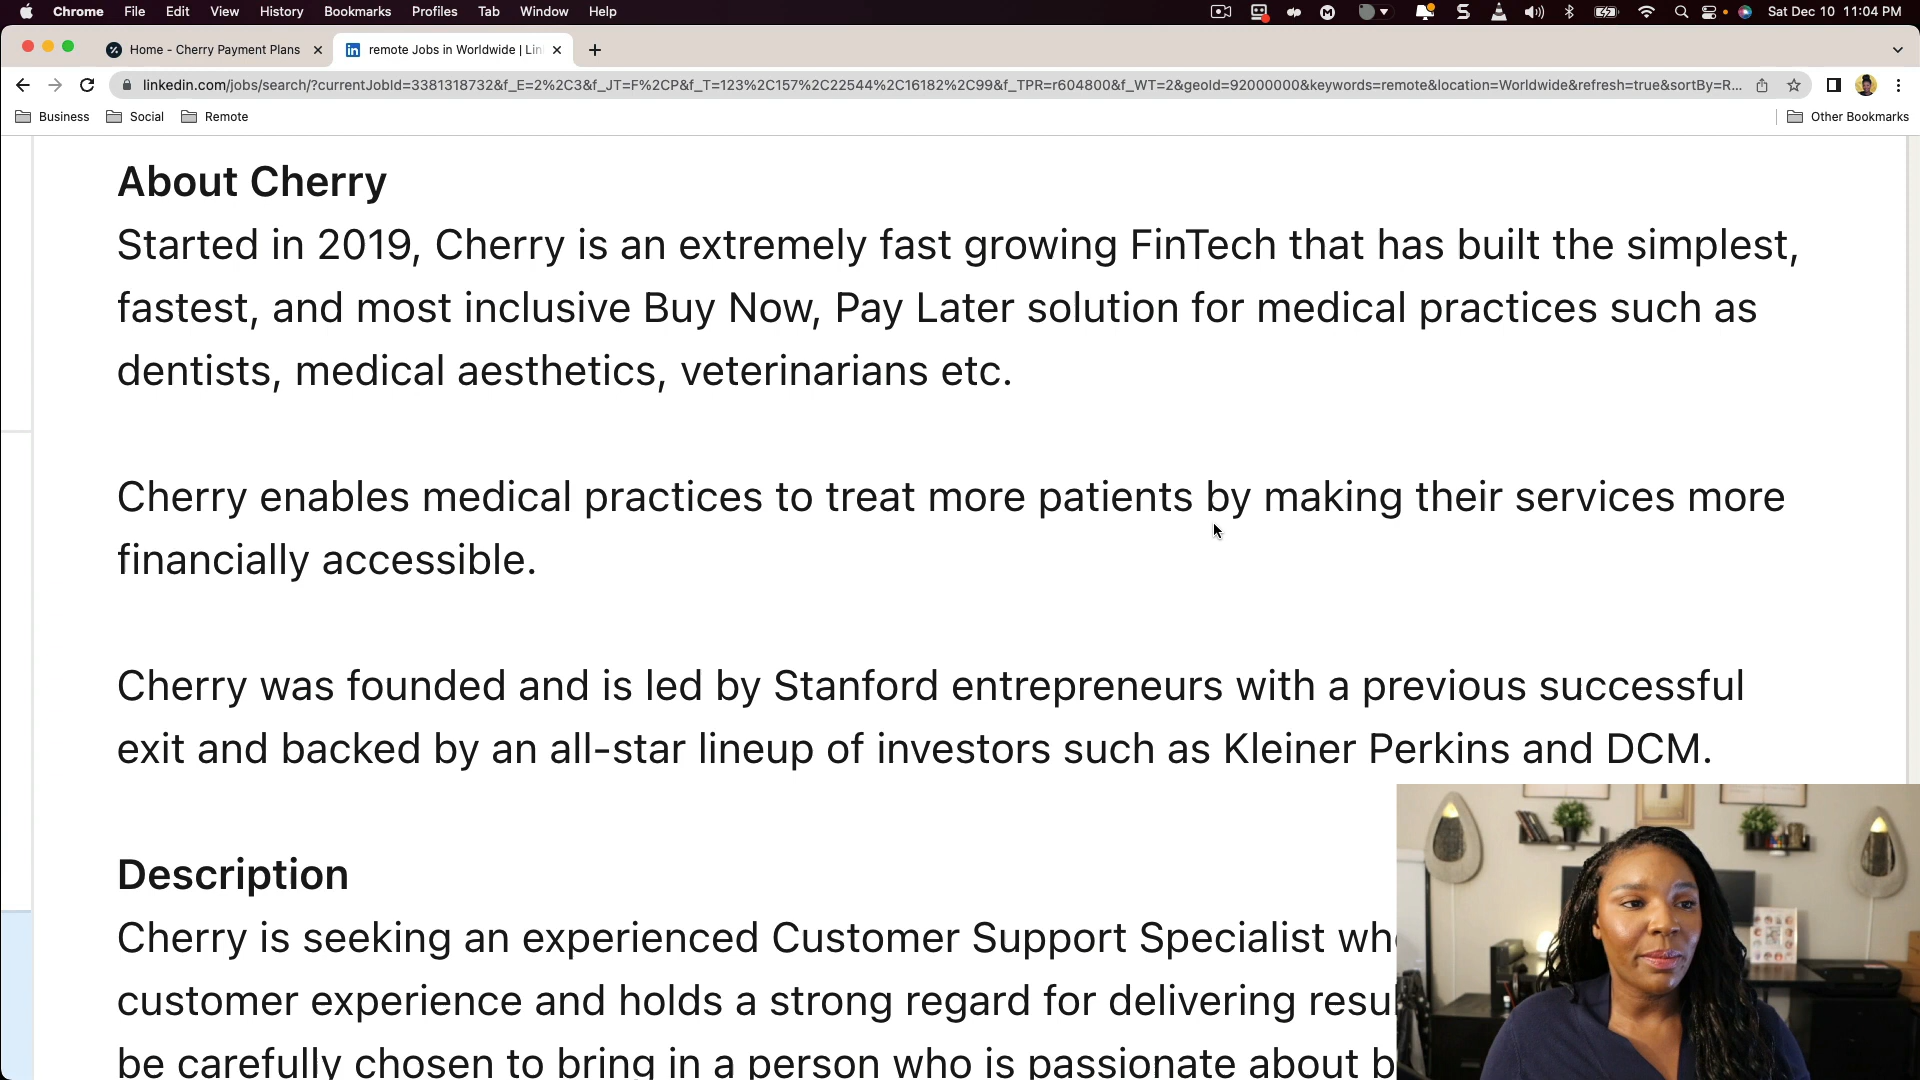 Chrome File Edit View History Bookmarks Profiles Tab Window Help Sat Dec 10 11:04 PM
Home - Cherry Payment Plans remote Jobs in Worldwide | Lin
linkedin.com/jobs/search/?currentJobId=3381318732&f_E=2%2C3&f_JT=F%2CP&f_T=123%2C157%2C22544%2C16182%2C99&f_TPR=r604800&f_WT=2&geoId=92000000&keywords=remote&location=Worldwide&refresh=true&sortBy=R...
Business Social Remote Other Bookmarks
About Cherry
Started in 2019, Cherry is an extremely fast growing FinTech that has built the simplest,
fastest, and most inclusive Buy Now, Pay Later solution for medical practices such as
dentists, medical aesthetics, veterinarians etc.
Cherry enables medical practices to treat more patients by making their services more
financially accessible.
Cherry was founded and is led by Stanford entrepreneurs with a previous successful
exit and backed by an all-star lineup of investors such as Kleiner Perkins and DCM.
Description
Cherry is seeking an experienced Customer Support Specialist wh
customer experience and holds a strong regard for delivering resul
be carefully chosen to bring in a person who is passionate about b